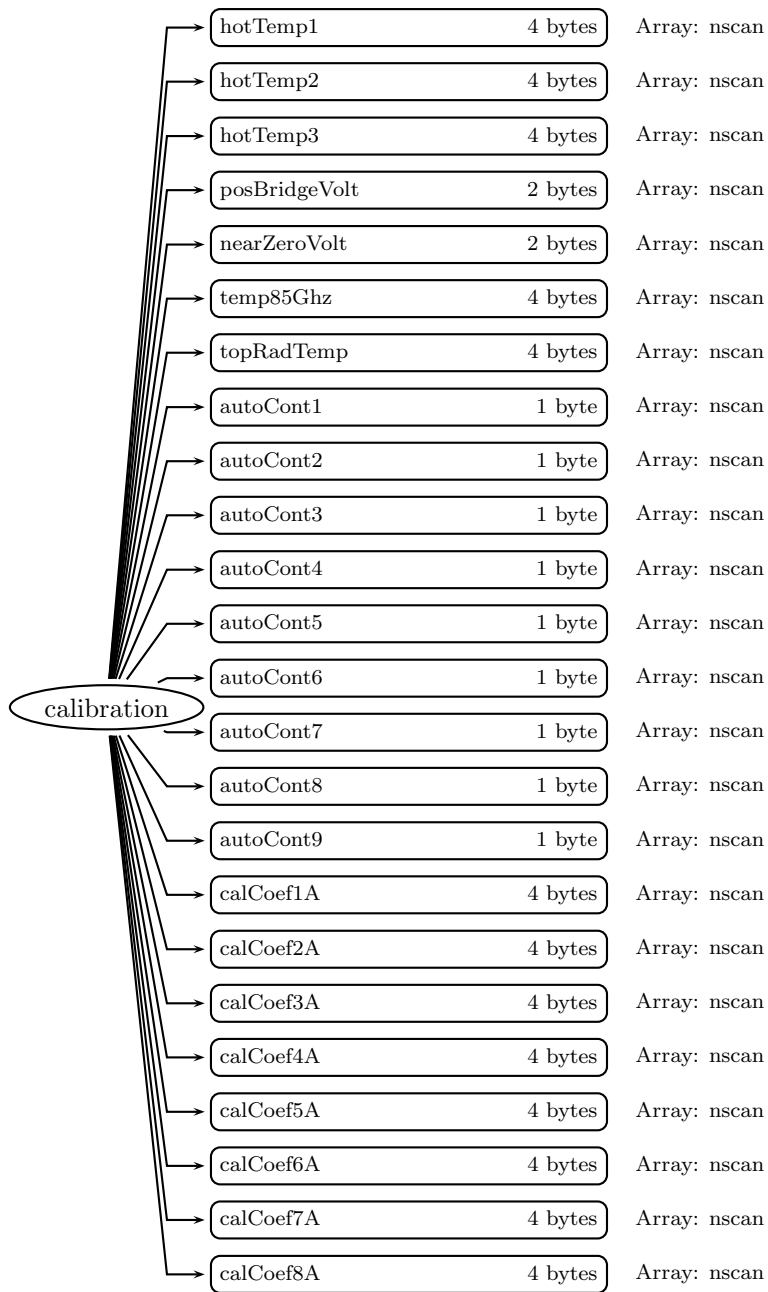 hotTemp1 4 bytes Array: nscan
hotTemp2 4 bytes Array: nscan
hotTemp3 4 bytes Array: nscan
posBridgeVolt 2 bytes Array: nscan
nearZeroVolt 2 bytes Array: nscan
temp85Ghz 4 bytes Array: nscan
topRadTemp 4 bytes Array: nscan
autoCont1 1 byte Array: nscan
autoCont2 1 byte Array: nscan
autoCont3 1 byte Array: nscan
autoCont4 1 byte Array: nscan
autoCont5 1 byte Array: nscan
autoCont6 1 byte Array: nscan
calibration
autoCont7 1 byte Array: nscan
autoCont8 1 byte Array: nscan
autoCont9 1 byte Array: nscan
calCoef1A 4 bytes Array: nscan
calCoef2A 4 bytes Array: nscan
calCoef3A 4 bytes Array: nscan
calCoef4A 4 bytes Array: nscan
calCoef5A 4 bytes Array: nscan
calCoef6A 4 bytes Array: nscan
calCoef7A 4 bytes Array: nscan
calCoef8A 4 bytes Array: nscan